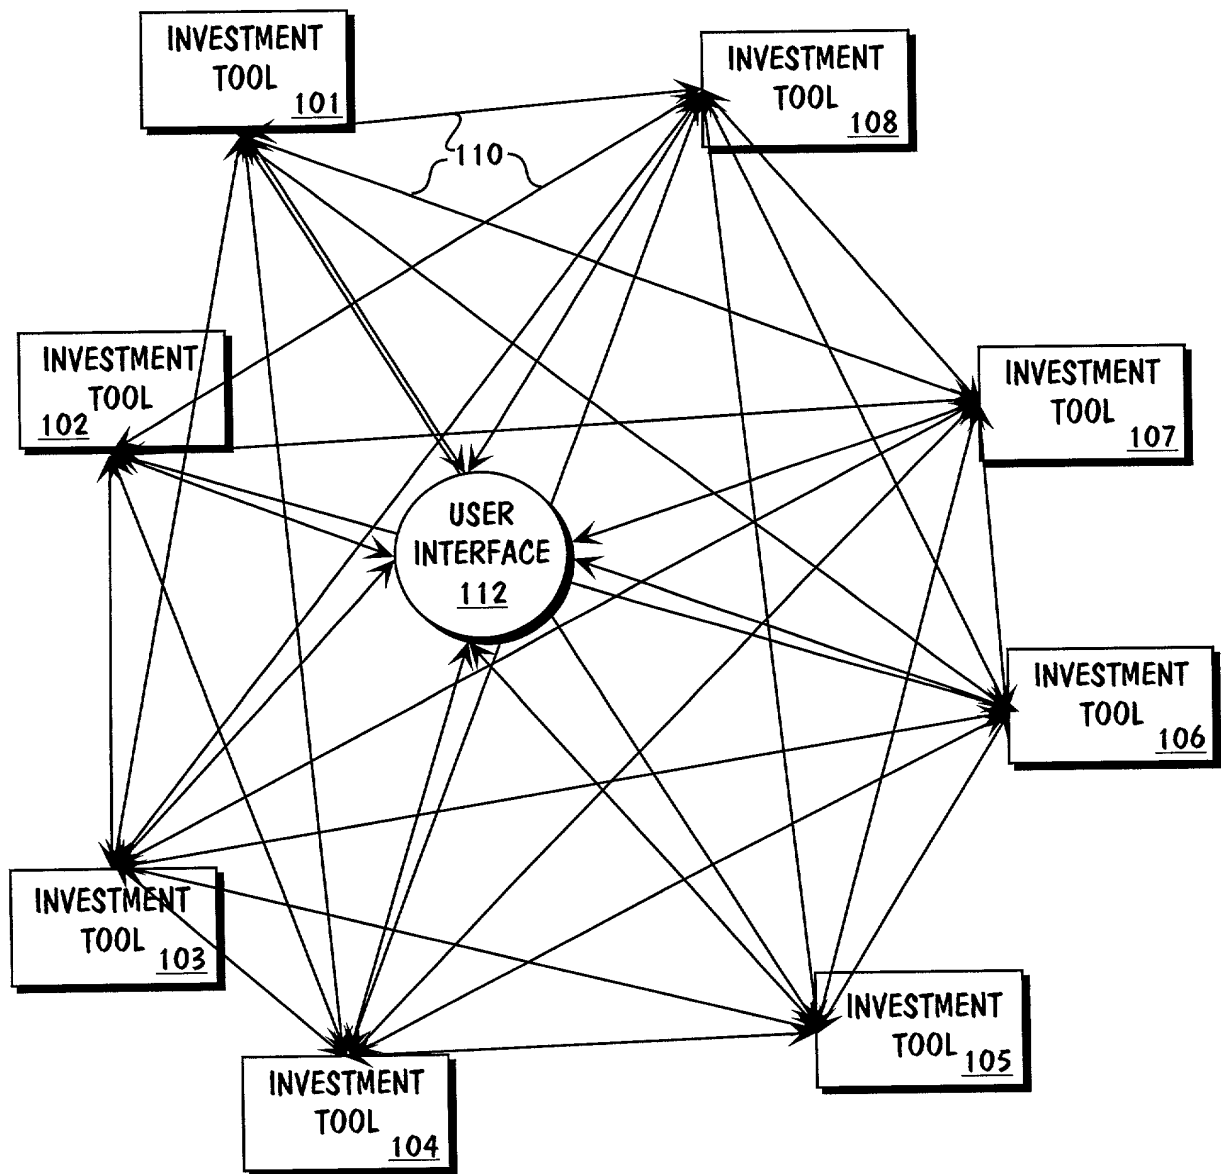 INVESTMENT
TOOL
101
INVESTMENT
TOOL
108
110
INVESTMENT
TOOL
102
INVESTMENT
TOOL
107
USER
INTERFACE
112
INVESTMENT
TOOL
106
INVESTMENT
TOOL
103
INVESTMENT
TOOL
105
INVESTMENT
TOOL
104